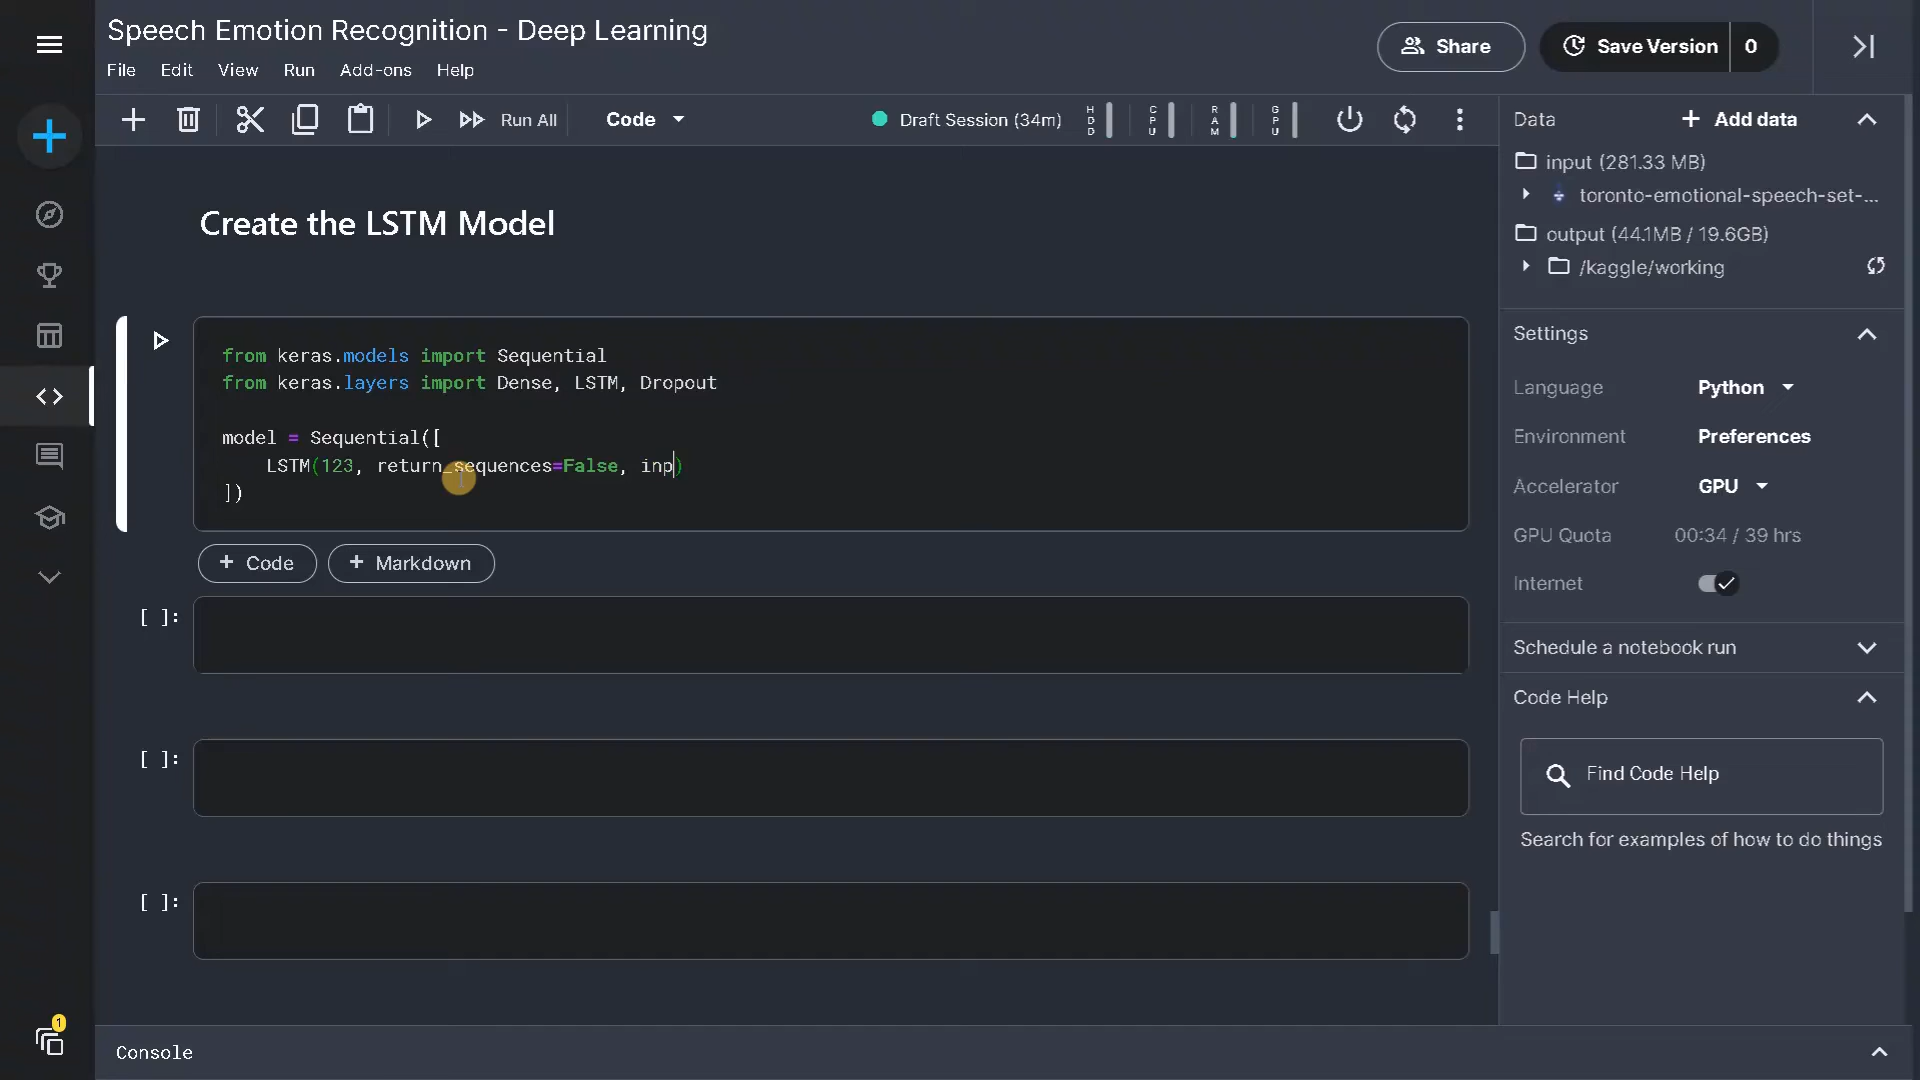 Speech Emotion Recognition - Deep Learning
File Edit View Run Add-ons Help
Share
Save Version 0
Run All
Code
Draft Session (34m)
HDD
CPU
RAM
GPU
Create the LSTM Model
from keras.models import Sequential
from keras.layers import Dense, LSTM, Dropout
model = Sequential([
LSTM(123, return_sequences=False, inp)
])
+ Code
+ Markdown
[ ]:
[ ]:
[ ]:
Console
1
Data
+ Add data
input (281.33 MB)
toronto-emotional-speech-set-...
output (44.1MB / 19.6GB)
/kaggle/working
Settings
Language Python
Environment Preferences
Accelerator GPU
GPU Quota 00:34 / 39 hrs
Internet
Schedule a notebook run
Code Help
Find Code Help
Search for examples of how to do things